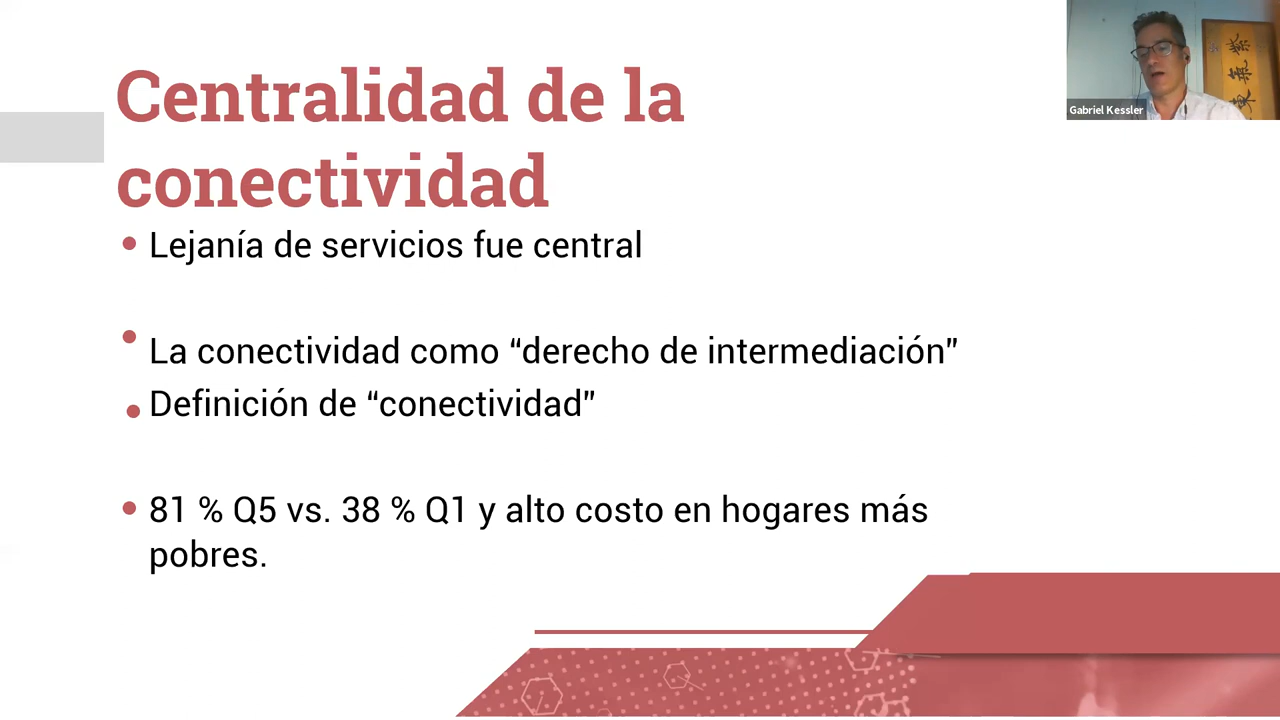 Centralidad de la
conectividad
Gabriel Kessler
• Lejanía de servicios fue central
• La conectividad como “derecho de intermediación”
• Definición de “conectividad”
• 81 % Q5 vs. 38 % Q1 y alto costo en hogares más
pobres.